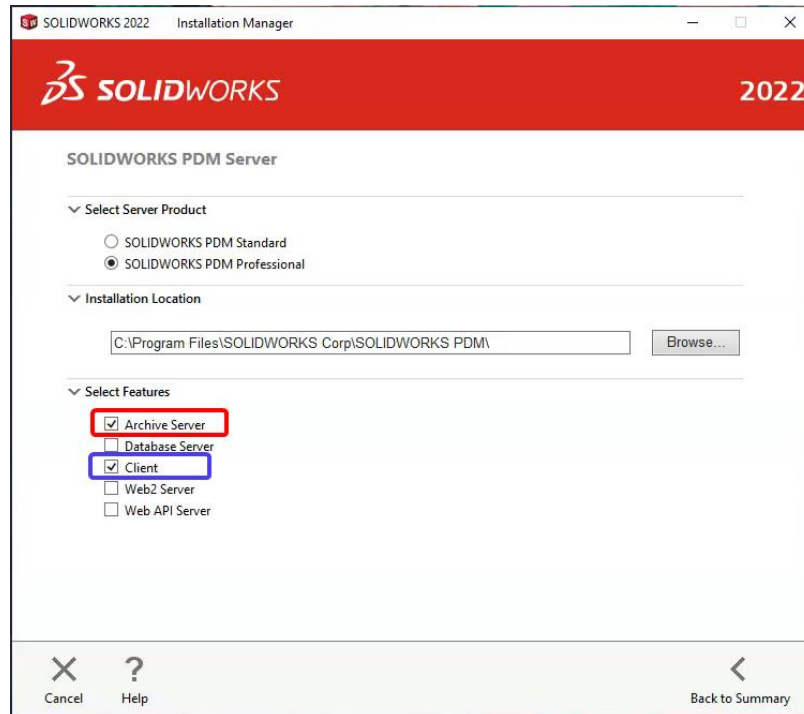 SOLIDWORKS 2022 Installation Manager
SOLIDWORKS
2022
SOLIDWORKS PDM Server
Select Server Product
SOLIDWORKS PDM Standard
SOLIDWORKS PDM Professional
Installation Location
C:\Program Files\SOLIDWORKS Corp\SOLIDWORKS PDM\ Browse...
Select Features
Archive Server
Database Server
Client
Web2 Server
Web API Server
Cancel Help Back to Summary